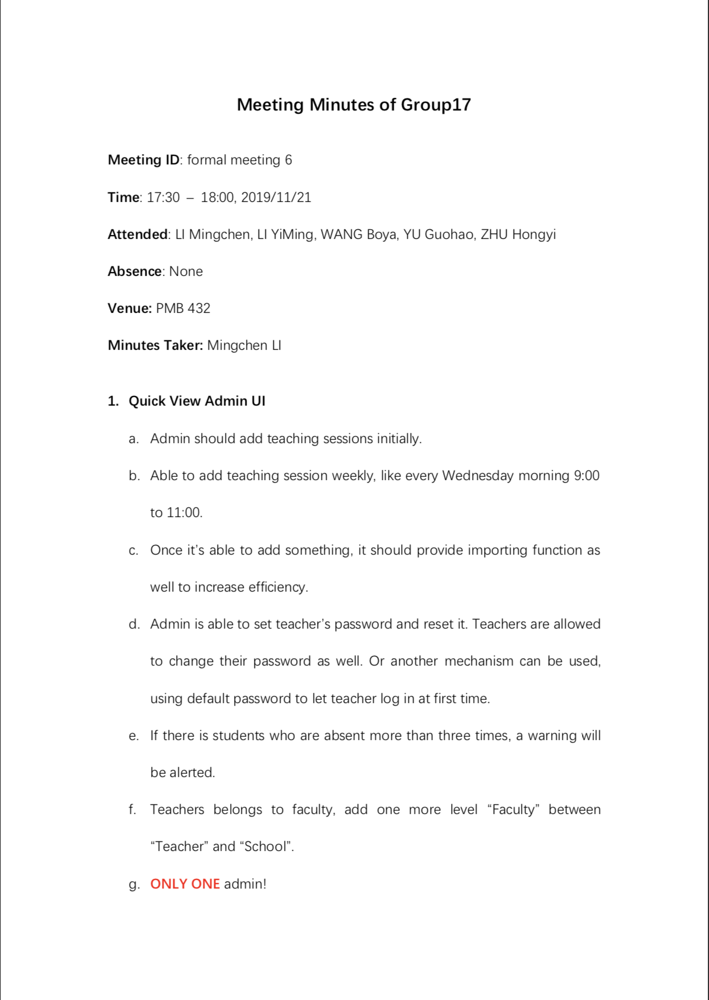 Meeting Minutes of Group17
Meeting ID: formal meeting 6
Time: 17:30 – 18:00, 2019/11/21
Attended: LI Mingchen, LI YiMing, WANG Boya, YU Guohao, ZHU Hongyi
Absence: None
Venue: PMB 432
Minutes Taker: Mingchen LI
1. Quick View Admin UI
a. Admin should add teaching sessions initially.
b. Able to add teaching session weekly, like every Wednesday morning 9:00
to 11:00.
c. Once it’s able to add something, it should provide importing function as
well to increase efficiency.
d. Admin is able to set teacher’s password and reset it. Teachers are allowed
to change their password as well. Or another mechanism can be used,
using default password to let teacher log in at first time.
e. If there is students who are absent more than three times, a warning will
be alerted.
f. Teachers belongs to faculty, add one more level “Faculty” between
“Teacher” and “School”.
g. ONLY ONE admin!